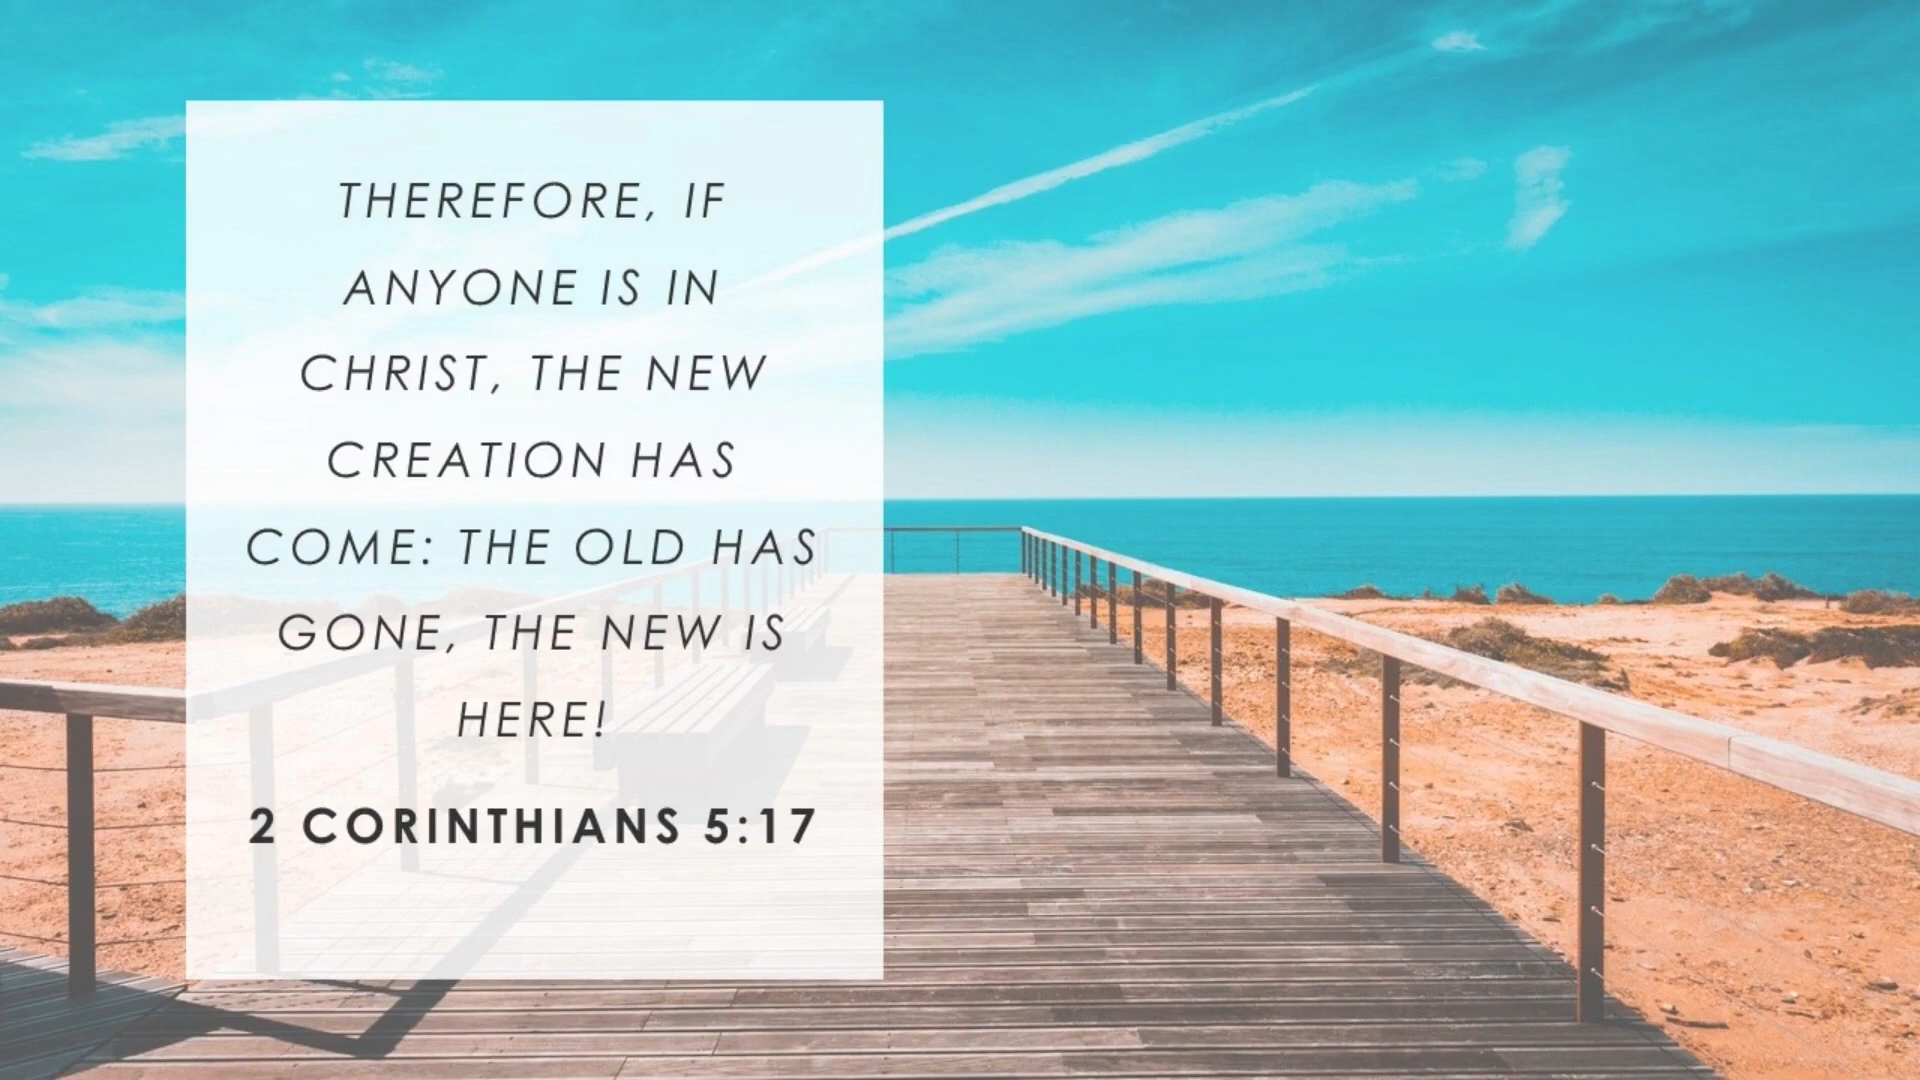 THEREFORE, IF
ANYONE IS IN
CHRIST, THE NEW
CREATION HAS
COME: THE OLD HAS
GONE, THE NEW IS
HERE!
2 CORINTHIANS 5:17